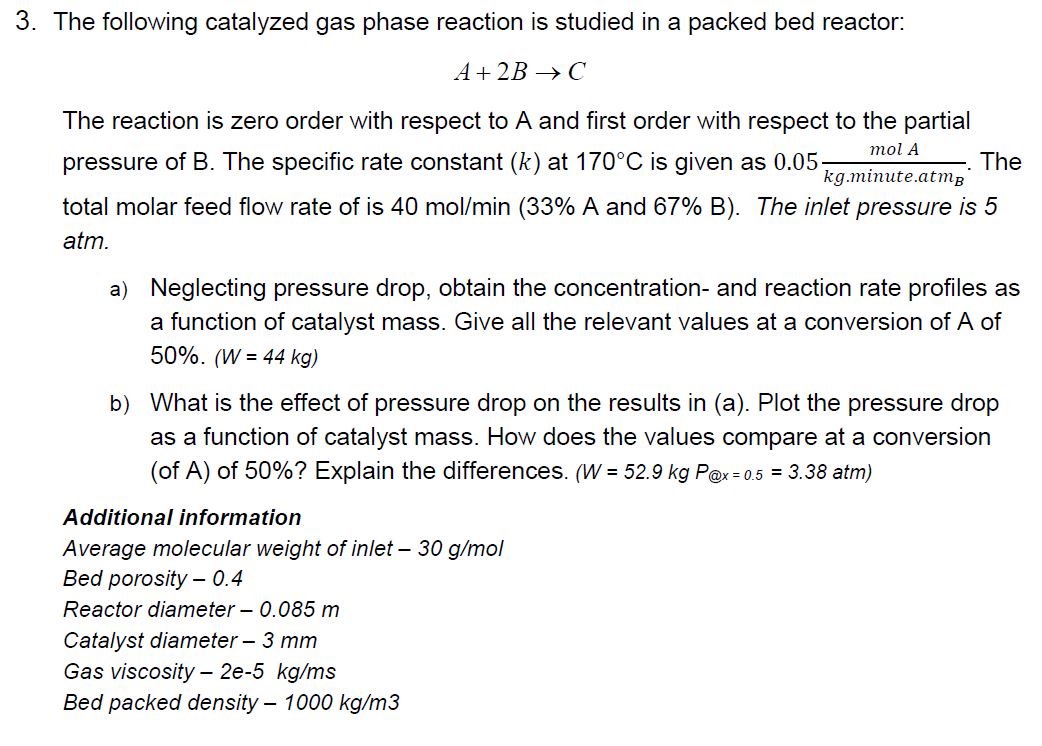 3. The following catalyzed gas phase reaction is studied in a packed bed reactor:
A + 2B → C
The reaction is zero order with respect to A and first order with respect to the partial
pressure of B. The specific rate constant (k) at 170°C is given as 0.05 mol A / kg.minute.atm_B. The
total molar feed flow rate of is 40 mol/min (33% A and 67% B). The inlet pressure is 5
atm.
a) Neglecting pressure drop, obtain the concentration- and reaction rate profiles as
a function of catalyst mass. Give all the relevant values at a conversion of A of
50%. (W = 44 kg)
b) What is the effect of pressure drop on the results in (a). Plot the pressure drop
as a function of catalyst mass. How does the values compare at a conversion
(of A) of 50%? Explain the differences. (W = 52.9 kg P@x = 0.5 = 3.38 atm)
Additional information
Average molecular weight of inlet – 30 g/mol
Bed porosity – 0.4
Reactor diameter – 0.085 m
Catalyst diameter – 3 mm
Gas viscosity – 2e-5 kg/ms
Bed packed density – 1000 kg/m3